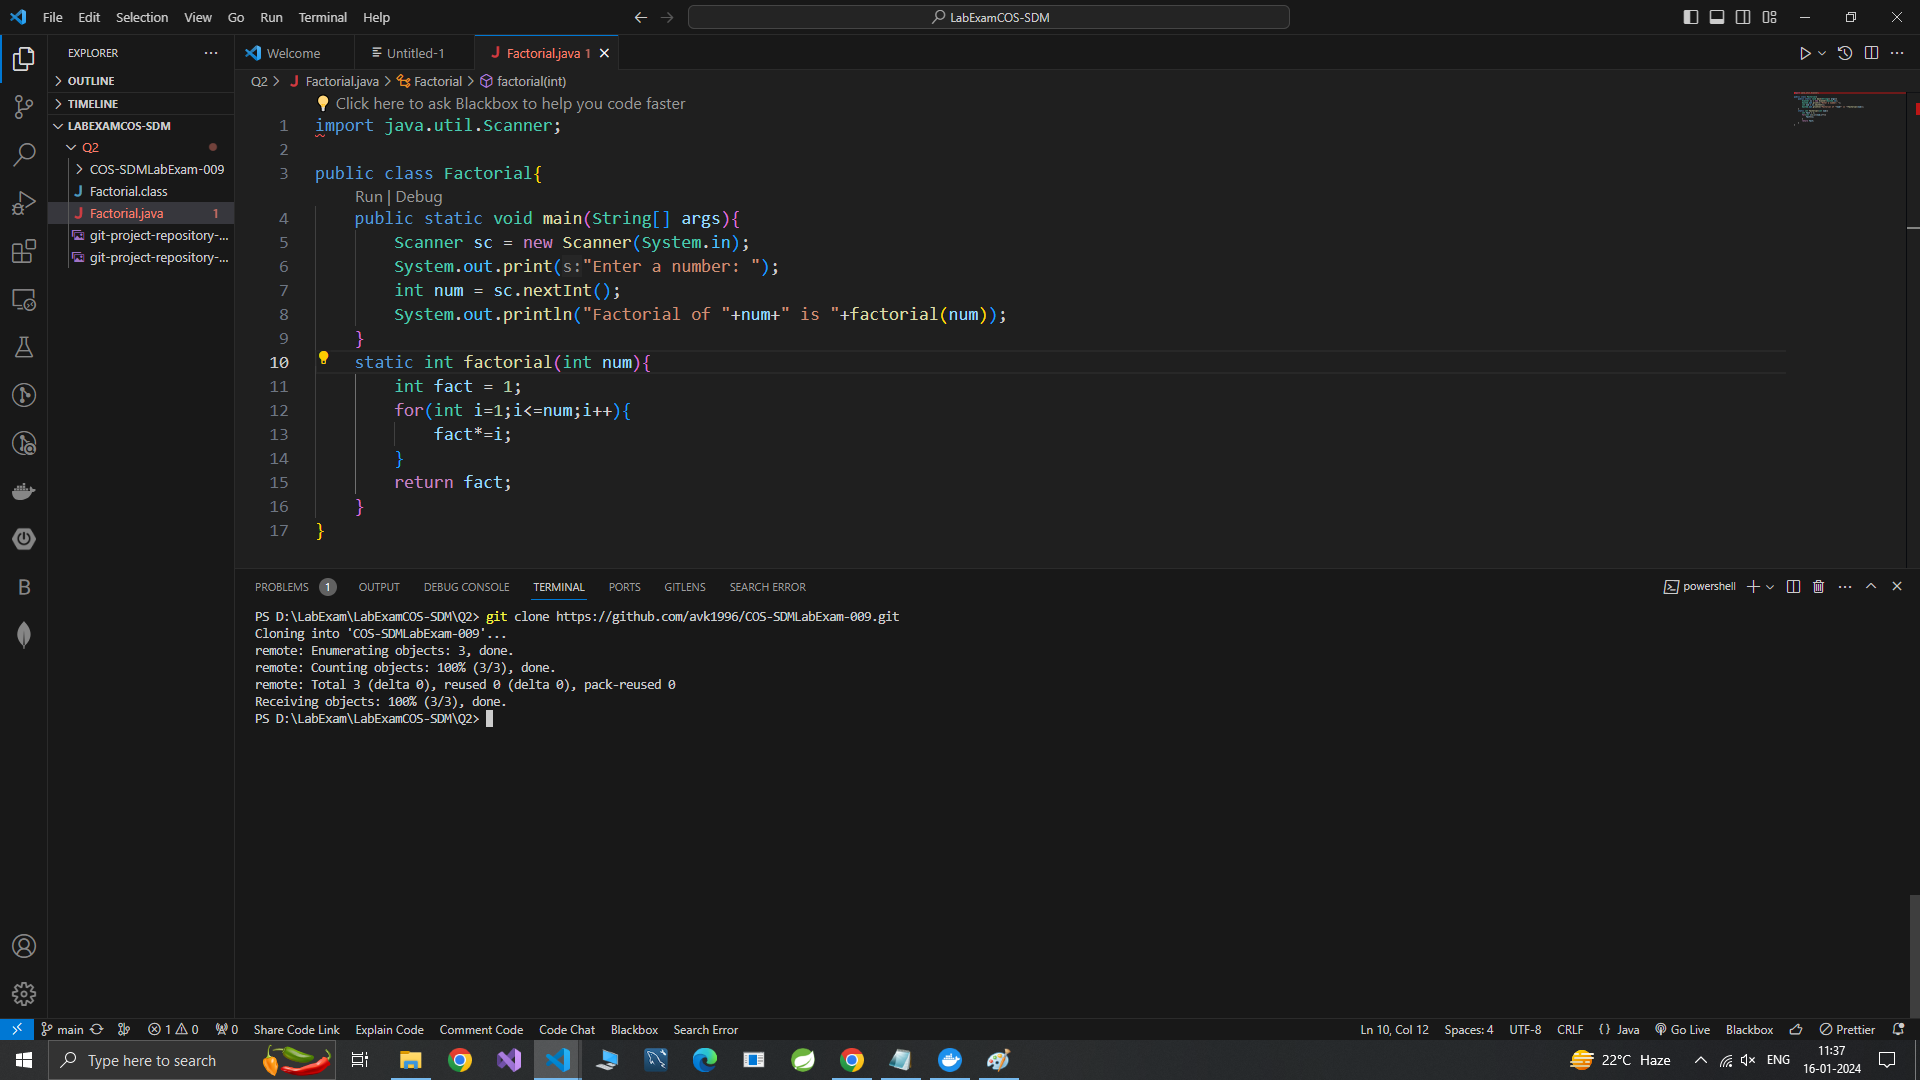 File Edit Selection View Go Run Terminal Help
LabExamCOS-SDM
EXPLORER
OUTLINE
TIMELINE
LABEXAMCOS-SDM
Q2
COS-SDMLabExam-009
Factorial.class
Factorial.java 1
git-project-repository-...
git-project-repository-...
Welcome Untitled-1 Factorial.java 1
Q2 > Factorial.java > Factorial > factorial(int)
Click here to ask Blackbox to help you code faster
1 import java.util.Scanner;
2
3 public class Factorial{
Run | Debug
4 public static void main(String[] args){
5 Scanner sc = new Scanner(System.in);
6 System.out.print(s:"Enter a number: ");
7 int num = sc.nextInt();
8 System.out.println("Factorial of "+num+" is "+factorial(num));
9 }
10 static int factorial(int num){
11 int fact = 1;
12 for(int i=1;i<=num;i++){
13 fact*=i;
14 }
15 return fact;
16 }
17 }
PROBLEMS 1 OUTPUT DEBUG CONSOLE TERMINAL PORTS GITLENS SEARCH ERROR
powershell
PS D:\LabExam\LabExamCOS-SDM\Q2> git clone https://github.com/avk1996/COS-SDMLabExam-009.git
Cloning into 'COS-SDMLabExam-009'...
remote: Enumerating objects: 3, done.
remote: Counting objects: 100% (3/3), done.
remote: Total 3 (delta 0), reused 0 (delta 0), pack-reused 0
Receiving objects: 100% (3/3), done.
PS D:\LabExam\LabExamCOS-SDM\Q2>
main 1 0 0 Share Code Link Explain Code Comment Code Code Chat Blackbox Search Error
Ln 10, Col 12 Spaces: 4 UTF-8 CRLF {} Java Go Live Blackbox Prettier
Type here to search
22°C Haze
ENG
11:37
16-01-2024